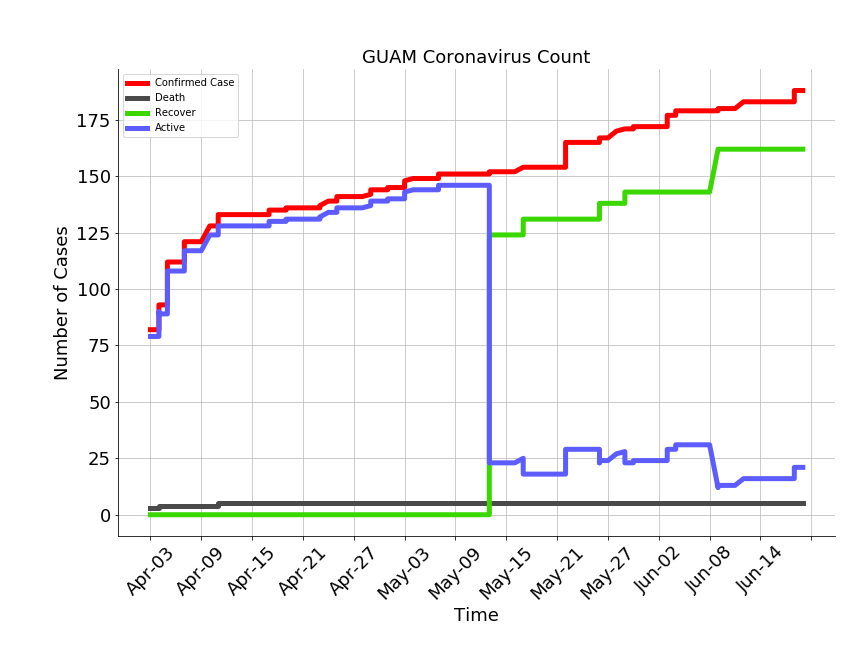 GUAM Coronavirus Count
Confirmed Case
Death
Recover
Active
Number of Cases
175
150
125
100
75
50
25
0
Apr-03
Apr-09
Apr-15
Apr-21
Apr-27
May-03
May-09
May-15
May-21
May-27
Jun-02
Jun-08
Jun-14
Time